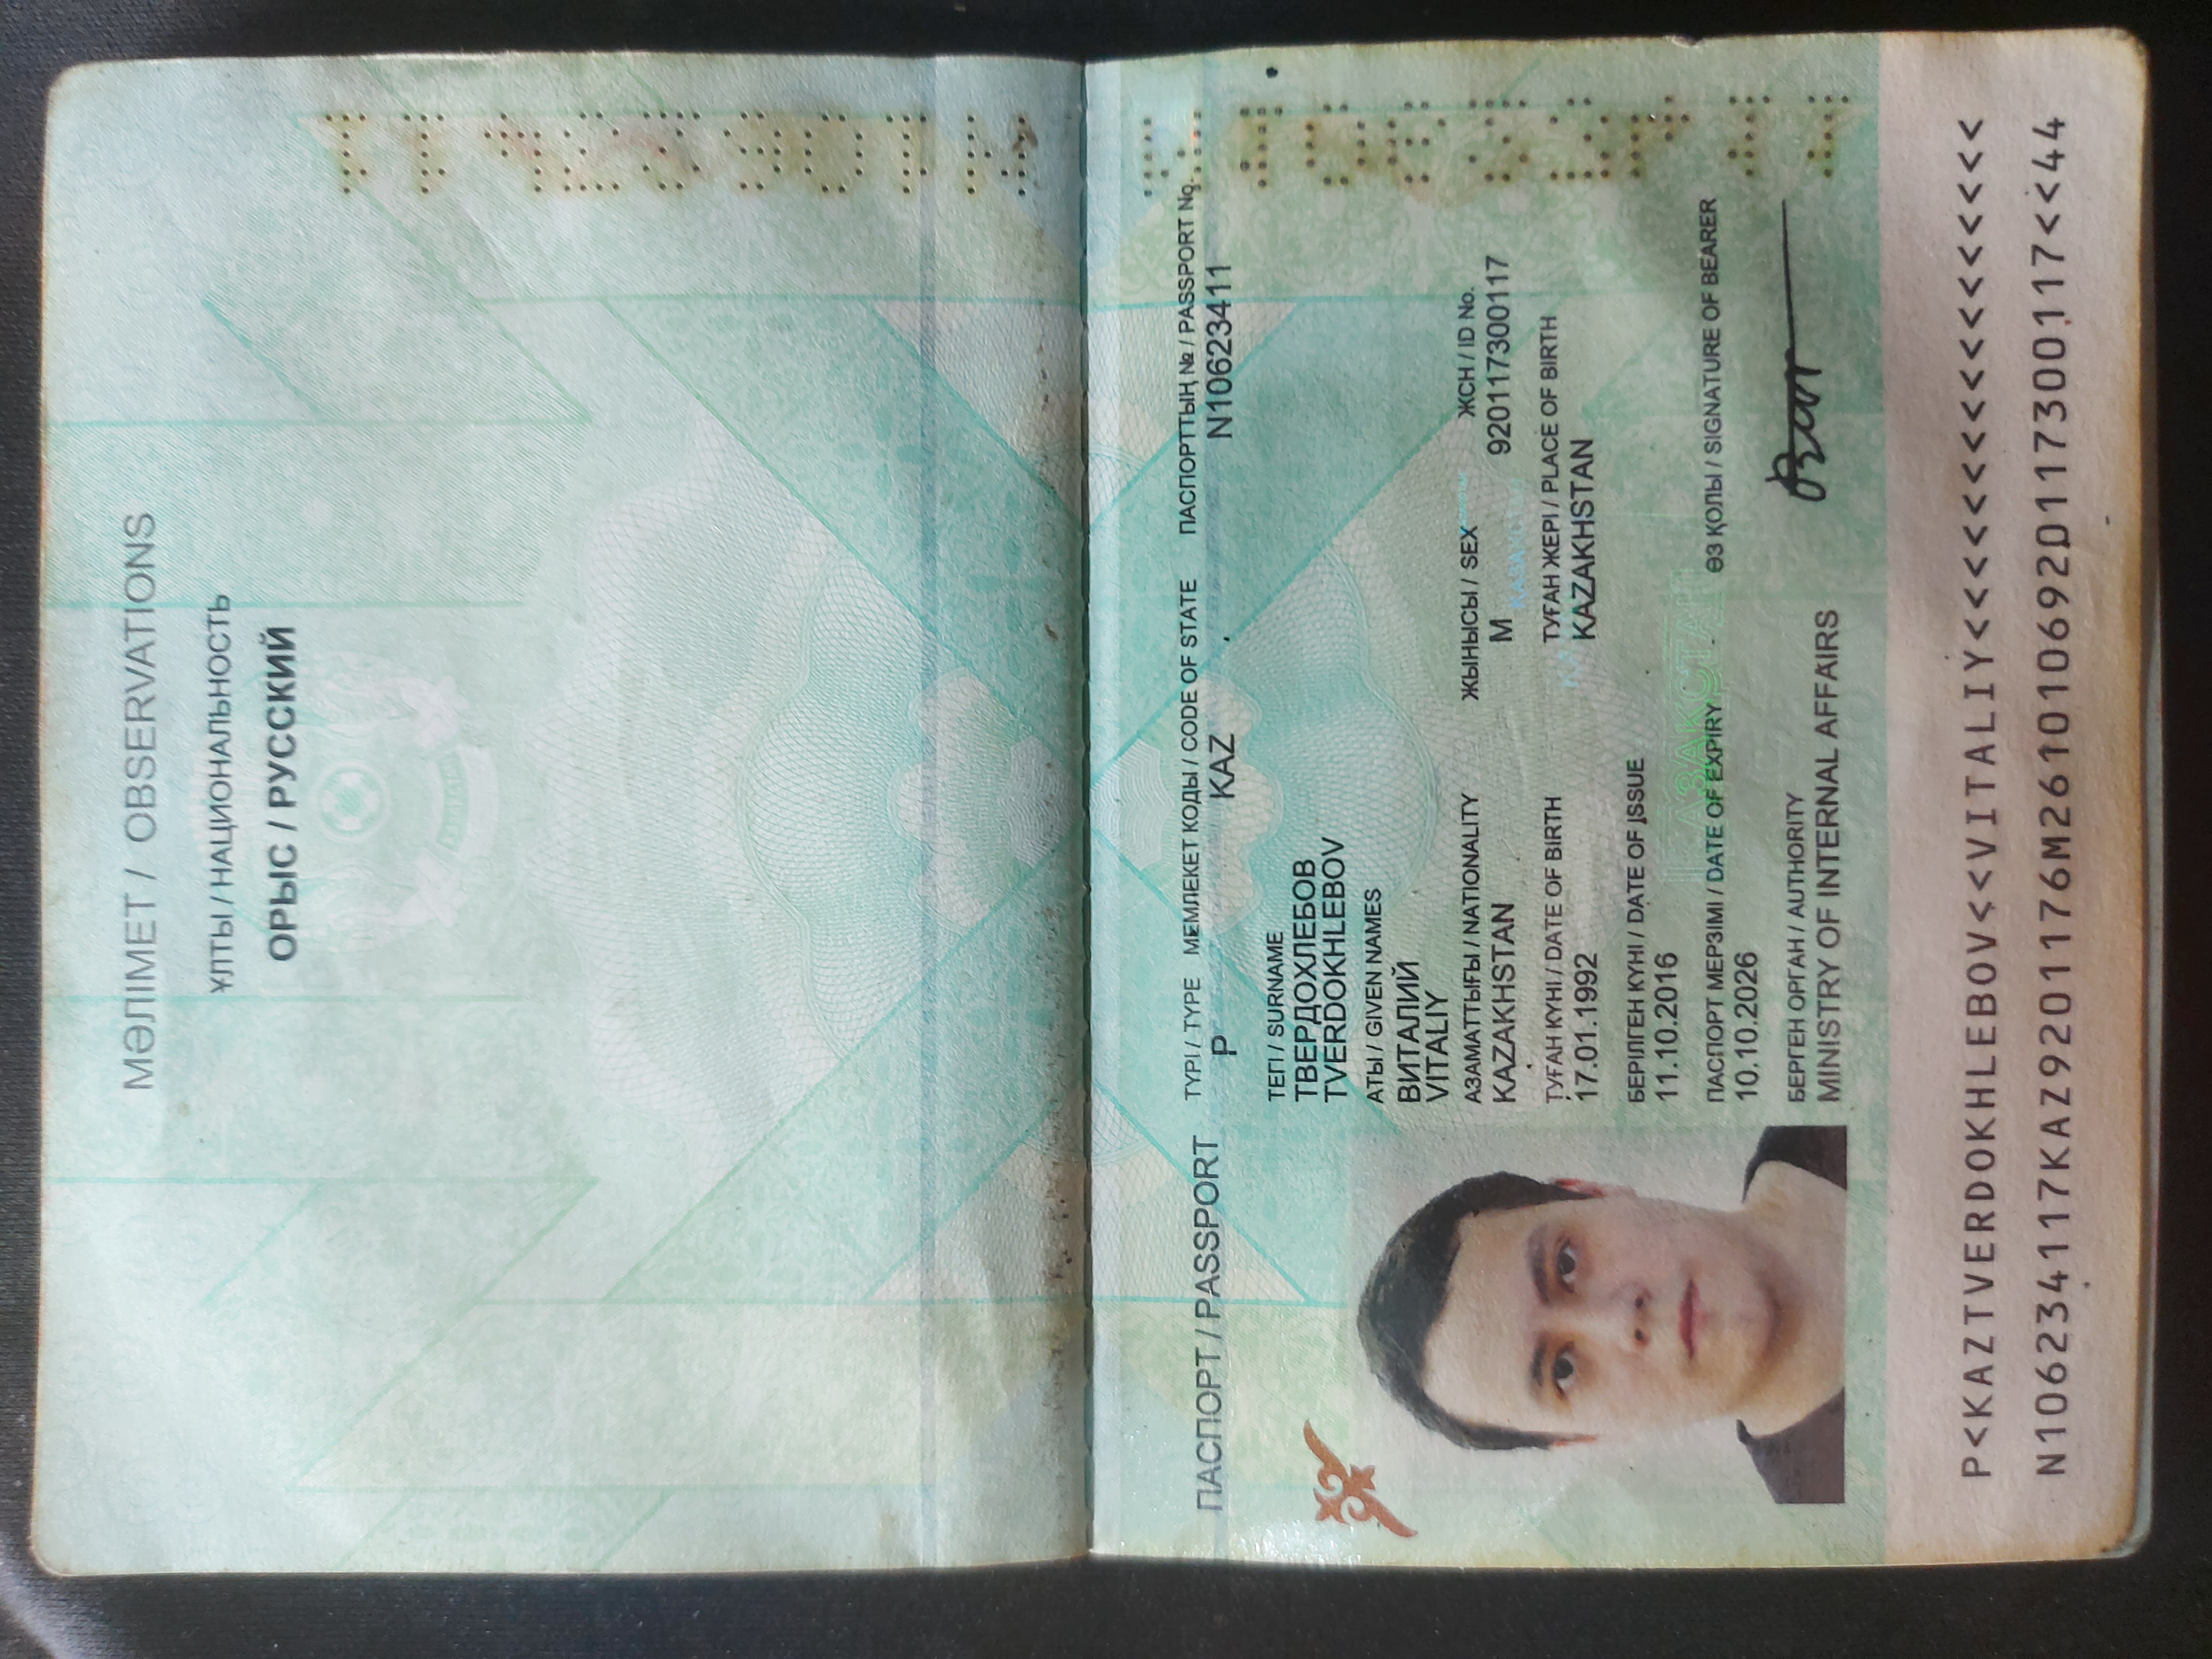 МӘЛІМЕТ / OBSERVATIONS
ҰЛТЫ / НАЦИОНАЛЬНОСТЬ
ОРЫС / РУССКИЙ
ПАСПОРТ / PASSPORT
ТҮРІ / TYPE МЕМЛЕКЕТ КОДЫ / CODE OF STATE ПАСПОРТТЫҢ № / PASSPORT No.
P KAZ N10623411
ТЕГІ / SURNAME
ТВЕРДОХЛЕБОВ
TVERDOKHLEBOV
АТЫ / GIVEN NAMES
ВИТАЛИЙ
VITALIY
АЗАМАТТЫҒЫ / NATIONALITY ЖЫНЫСЫ / SEX ЖСН / ID No.
KAZAKHSTAN M 920117300117
ТУҒАН КҮНІ / DATE OF BIRTH ТУҒАН ЖЕРІ / PLACE OF BIRTH
17.01.1992 KAZAKHSTAN
БЕРІЛГЕН КҮНІ / DATE OF ISSUE
11.10.2016
ҚАЗАҚСТАН
ПАСПОРТ МЕРЗІМІ / DATE OF EXPIRY ӨЗ ҚОЛЫ / SIGNATURE OF BEARER
10.10.2026
БЕРГЕН ОРГАН / AUTHORITY
MINISTRY OF INTERNAL AFFAIRS
P<KAZTVERDOKHLEBOV<<VITALIY<<<<<<<<<<<<<<<<<
N106234117KAZ9201176M2610106920117300117<<44
N10623411